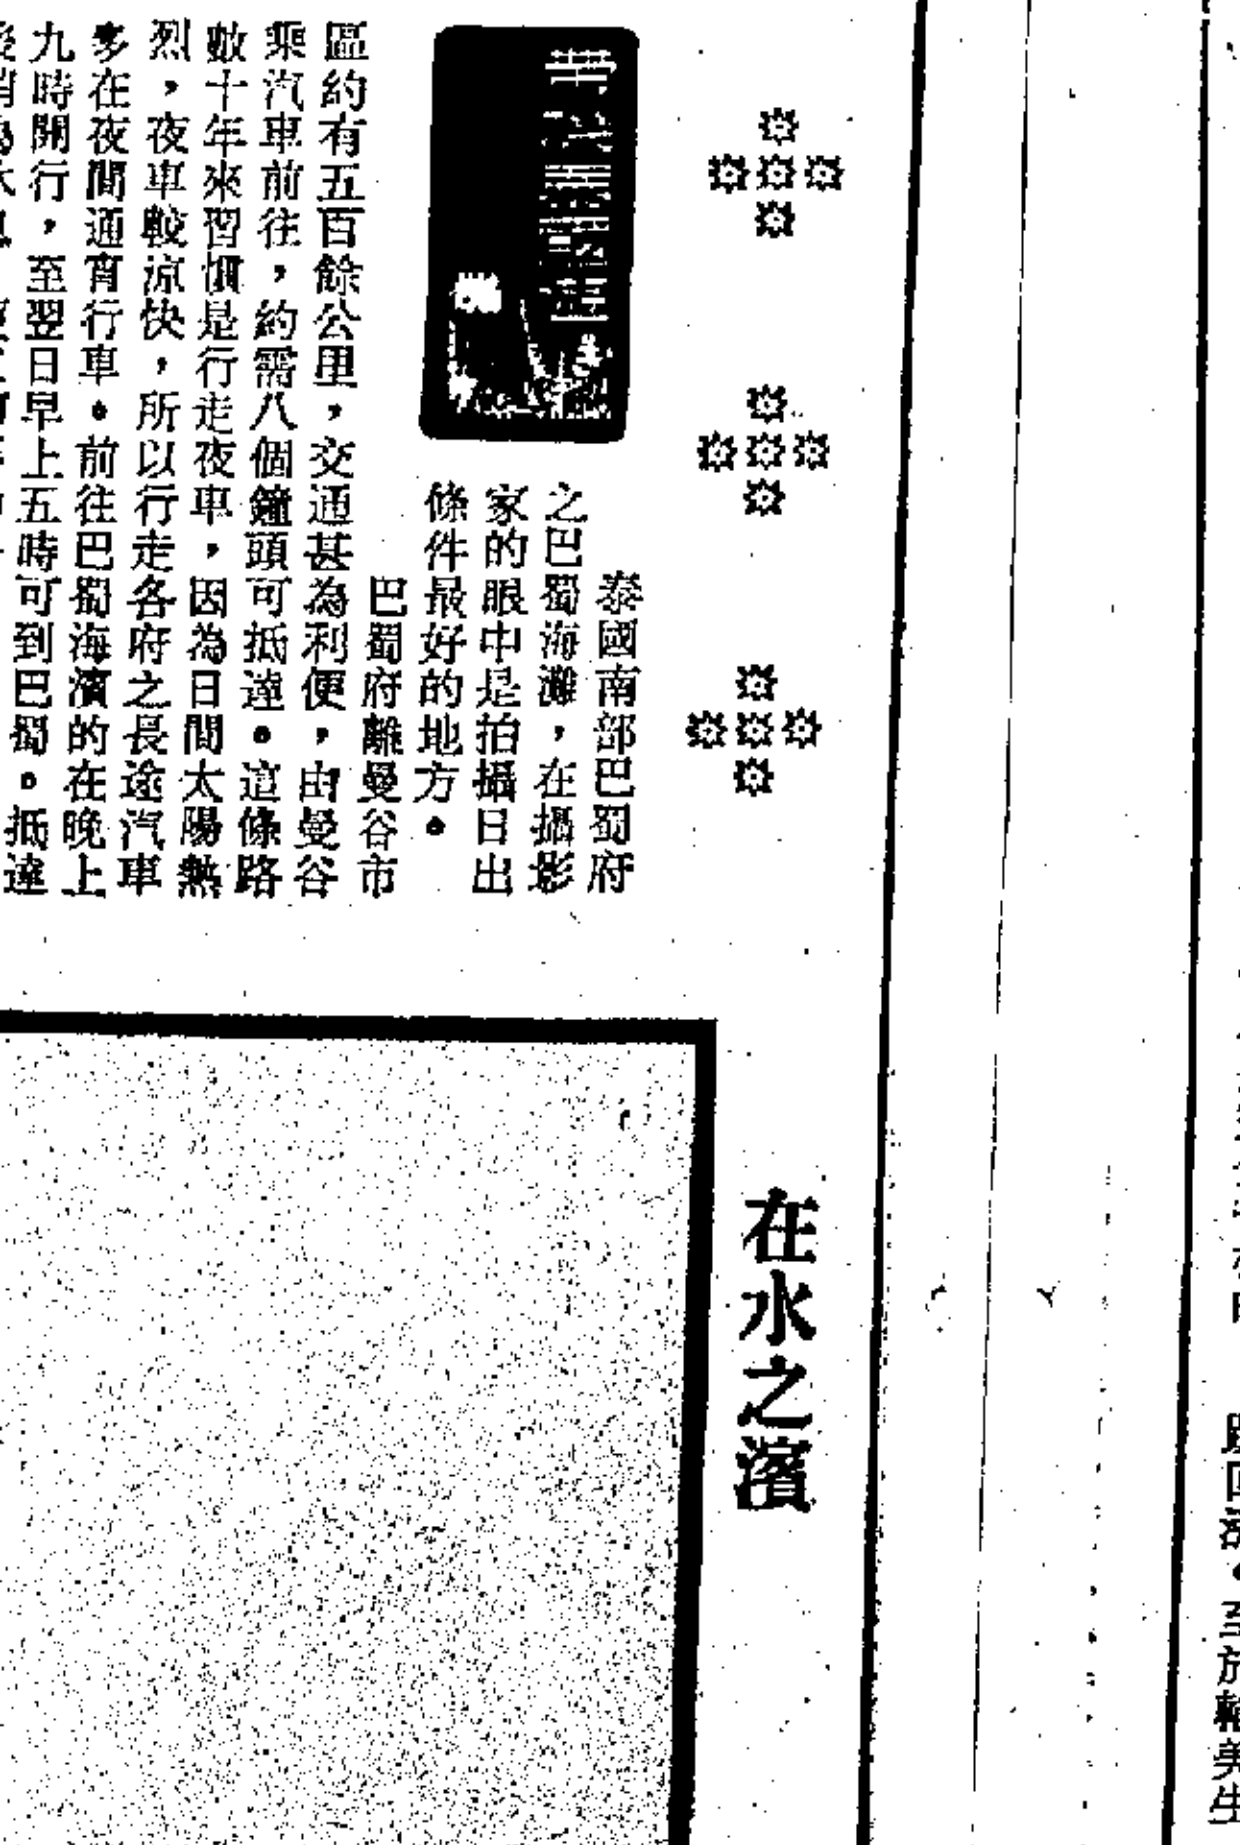 泰國南部巴蜀府
之巴蜀海灘，在攝影
家的眼中是拍攝日出
條件最好的地方。
巴蜀府離曼谷市
區約有五百餘公里，交通甚為利便，由曼谷
乘汽車前往，約需八個鐘頭可抵達。這條路
數十年來習慣是行走夜車，因為日間太陽熱
烈，夜車較涼快，所以行走各府之長途汽車
多在夜間通宵行車。前往巴蜀海濱的在晚上
九時開行，至翌日早上五時可到巴蜀。抵達
在水之濱
至於輸美生